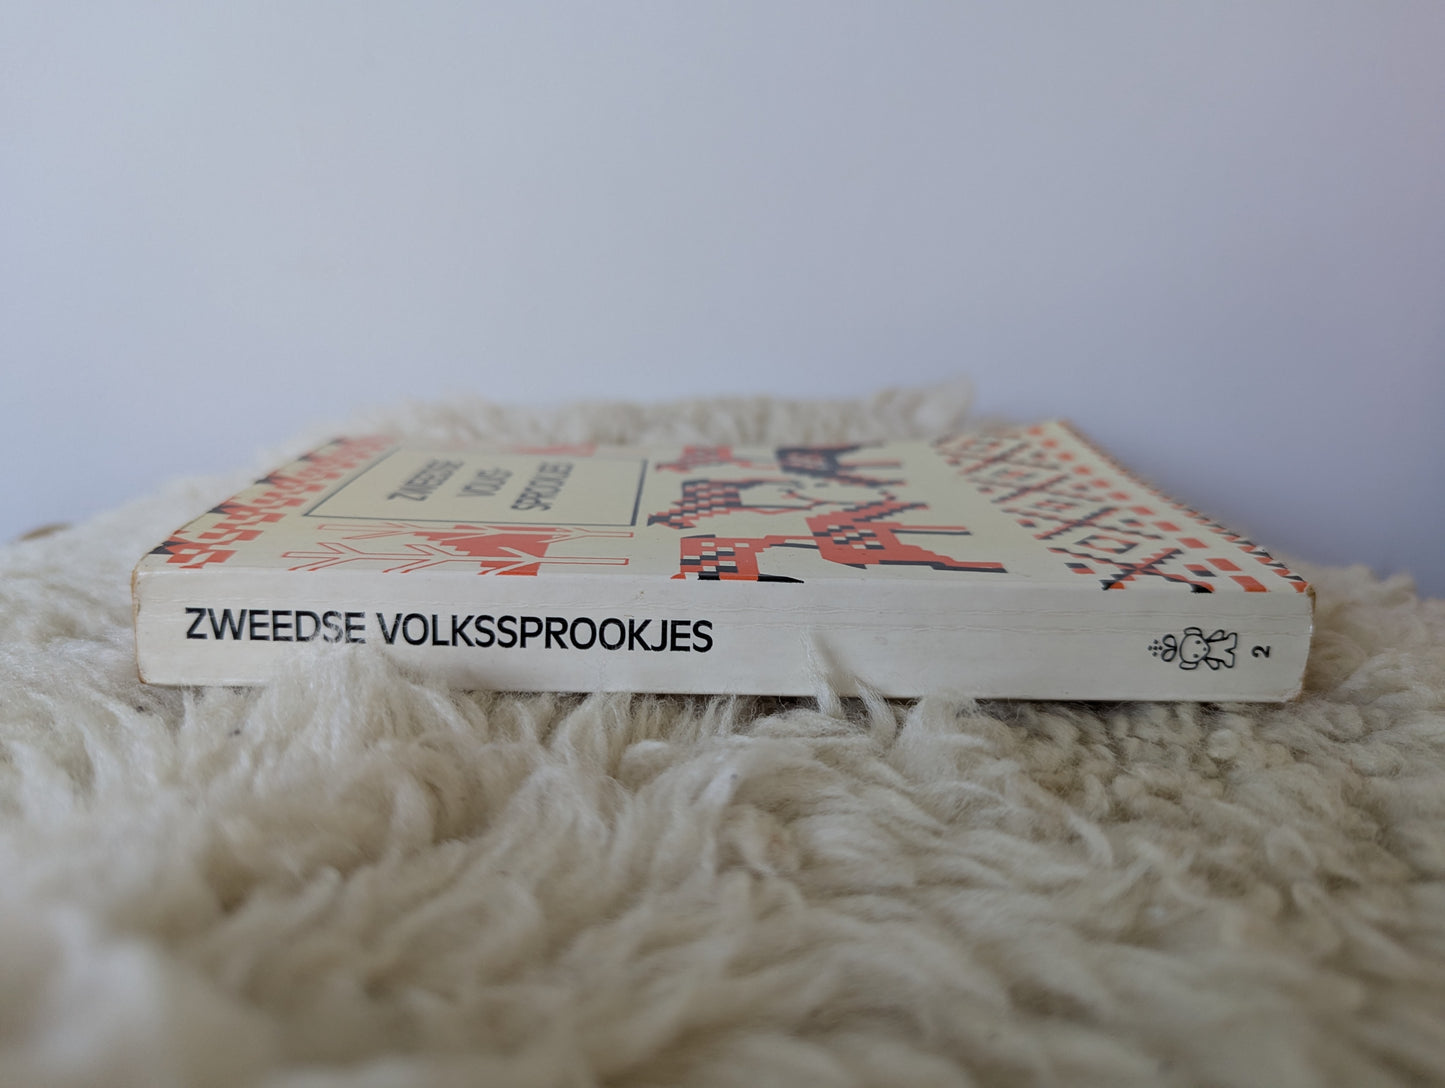 ZWEEDSE
VOLKS-
SPROOKJES
ZWEEDSE VOLKSSPROOKJES
2